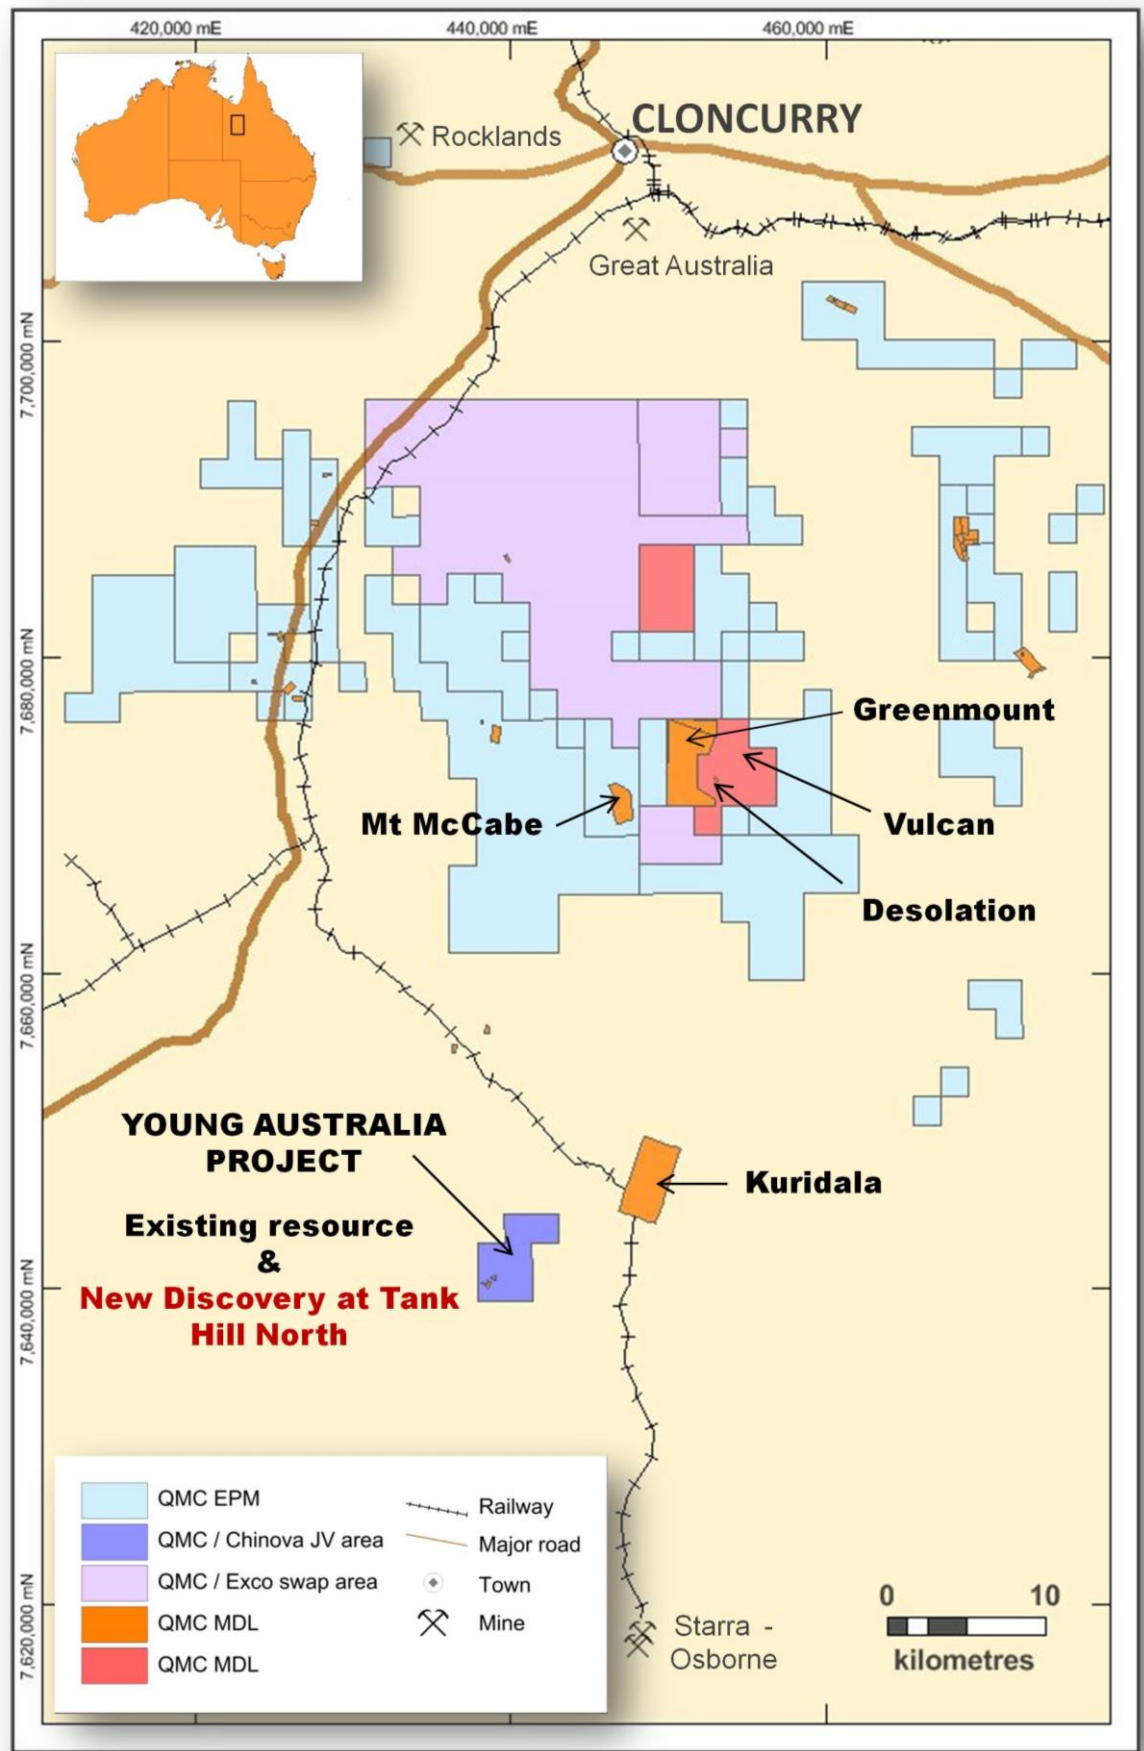 420,000 mE
440,000 mE
460,000 mE
CLONCURRY
Rocklands
Great Australia
7,700,000 mN
7,680,000 mN
Greenmount
Mt McCabe
Vulcan
Desolation
7,660,000 mN
YOUNG AUSTRALIA
PROJECT
Kuridala
Existing resource
&
New Discovery at Tank
Hill North
7,640,000 mN
QMC EPM
QMC / Chinova JV area
QMC / Exco swap area
QMC MDL
QMC MDL
Railway
Major road
Town
Mine
Starra -
Osborne
0 10
kilometres
7,620,000 mN